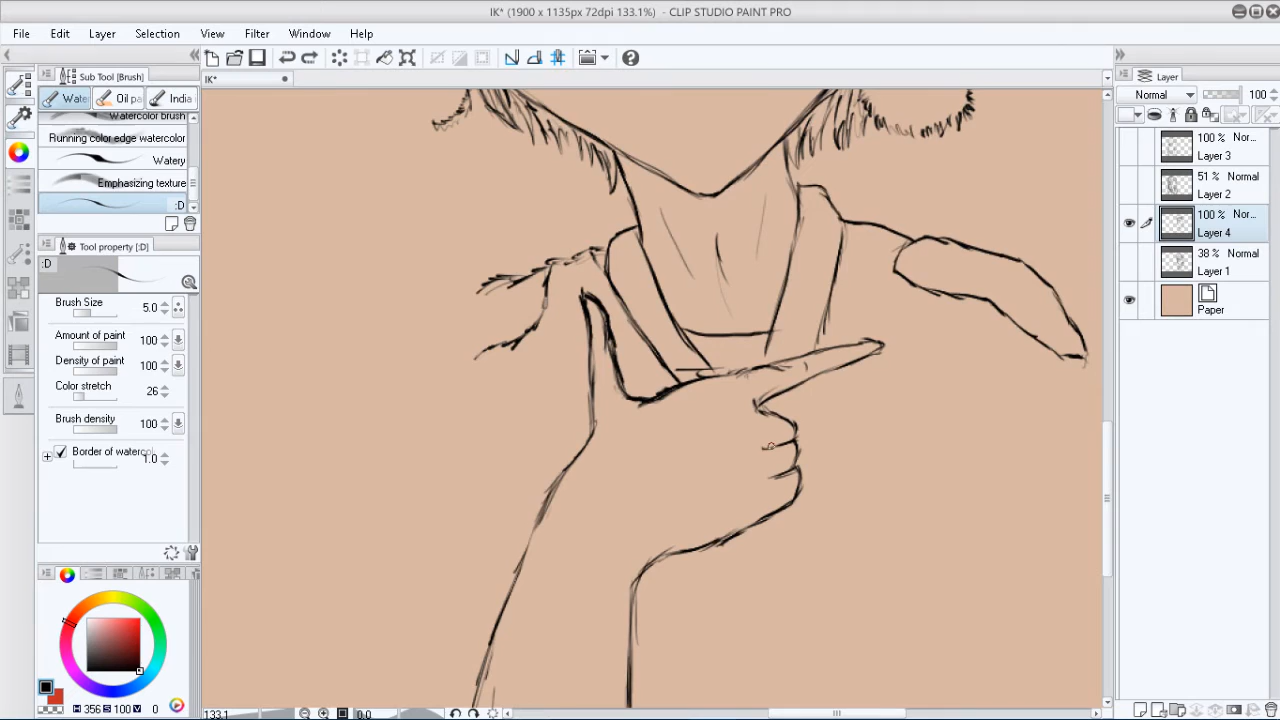 IK* (1900 x 1135px 72dpi 133.1%) - CLIP STUDIO PAINT PRO
File Edit Layer Selection View Filter Window Help
Sub Tool [Brush]
IK*
Wate Oil pa India
Watercolor brush
Running color edge watercolor
Watery
Emphasizing texture
:D
Tool property [:D]
:D
Brush Size 5.0
Amount of paint 100
Density of paint 100
Color stretch 26
Brush density 100
Border of waterco 1.0
H 356 S 100 V 0
133.1 0.0
Layer
Normal 100
100 % Nor...
Layer 3
51 % Normal
Layer 2
100 % Nor...
Layer 4
38 % Normal
Layer 1
Paper